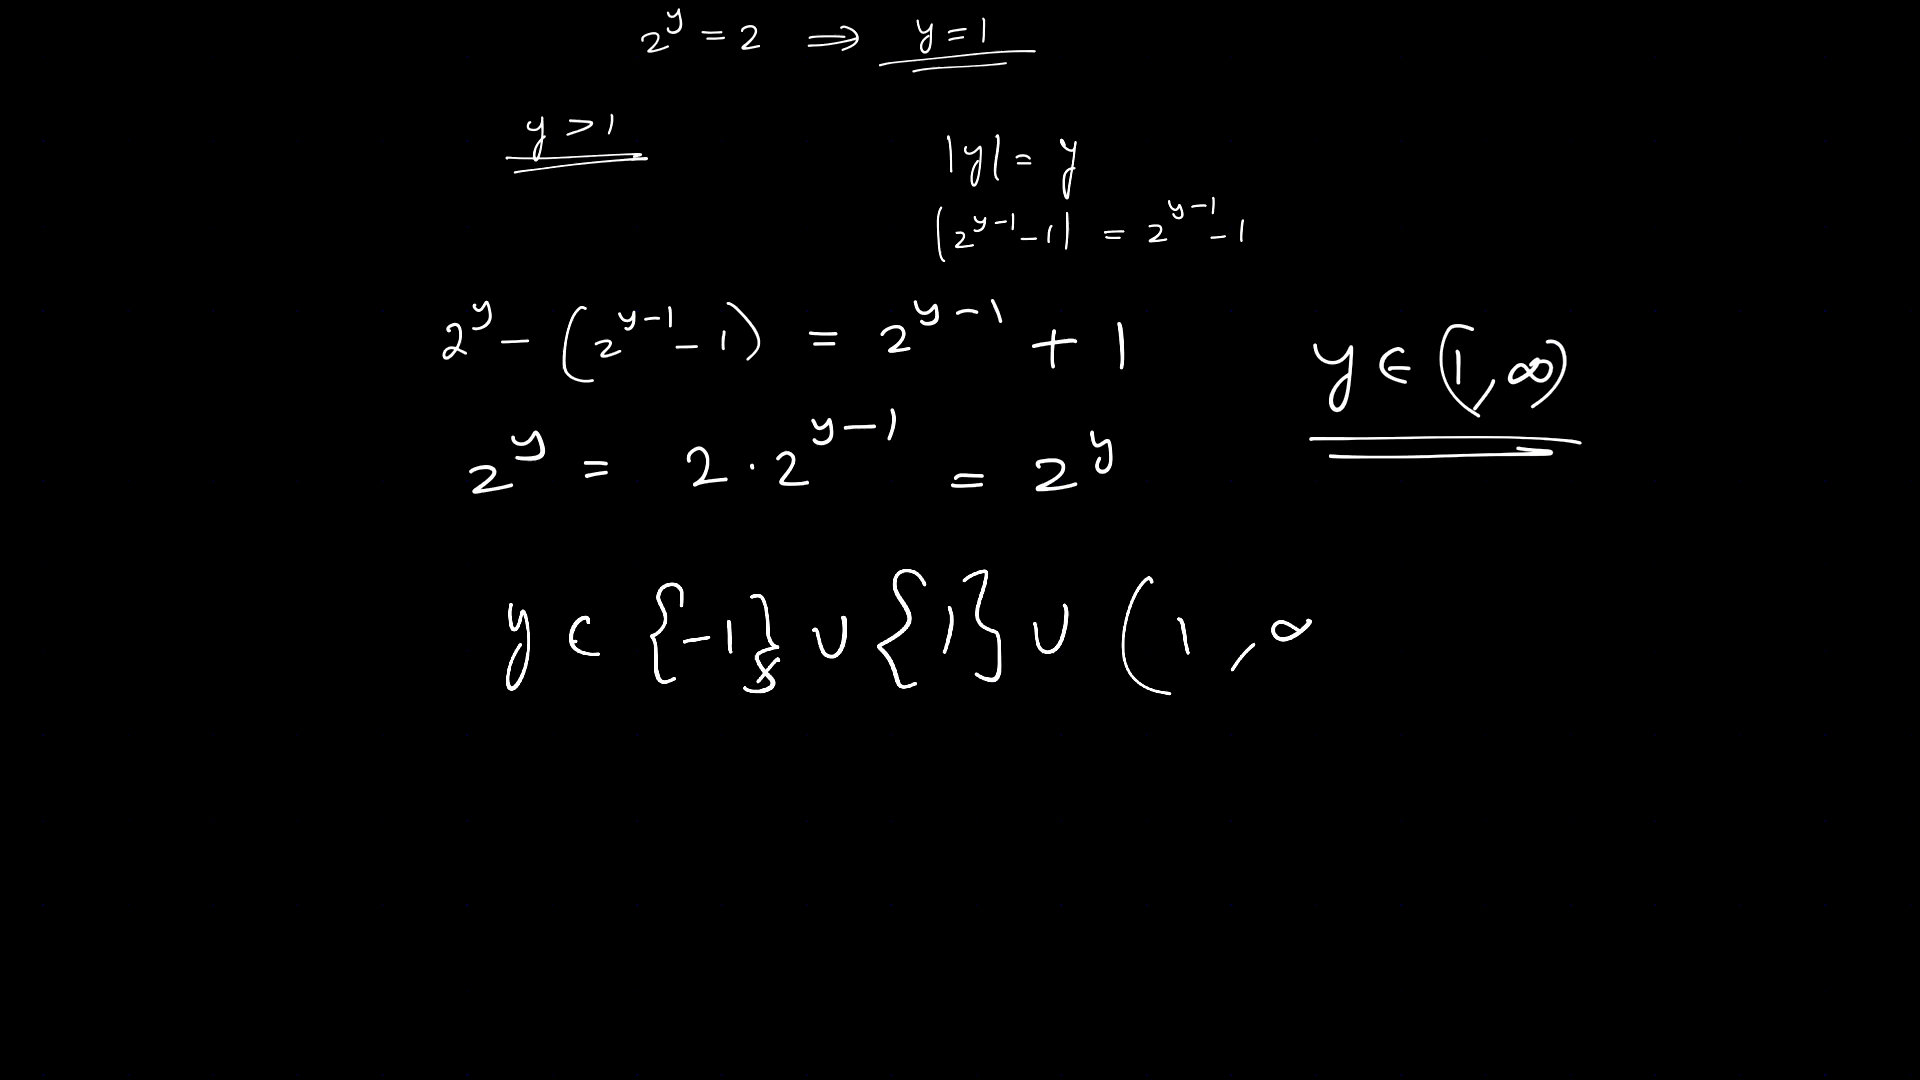 2^y = 2 ⇒ y = 1
y > 1
|y| = y
|2^{y-1} - 1| = 2^{y-1} - 1
2^y - (2^{y-1} - 1) = 2^{y-1} + 1
y ∈ (1, ∞)
2^y = 2 · 2^{y-1} = 2^y
y ∈ {-1} ∪ {1} ∪ (1, ∞